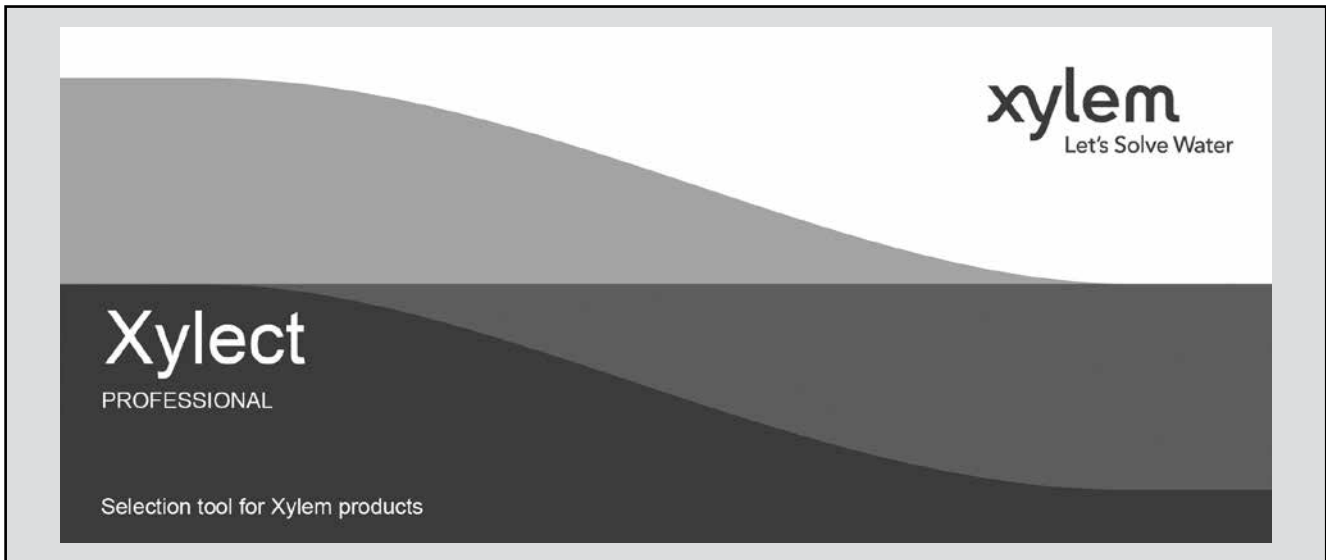 xylem
Let's Solve Water
Xylect
PROFESSIONAL
Selection tool for Xylem products